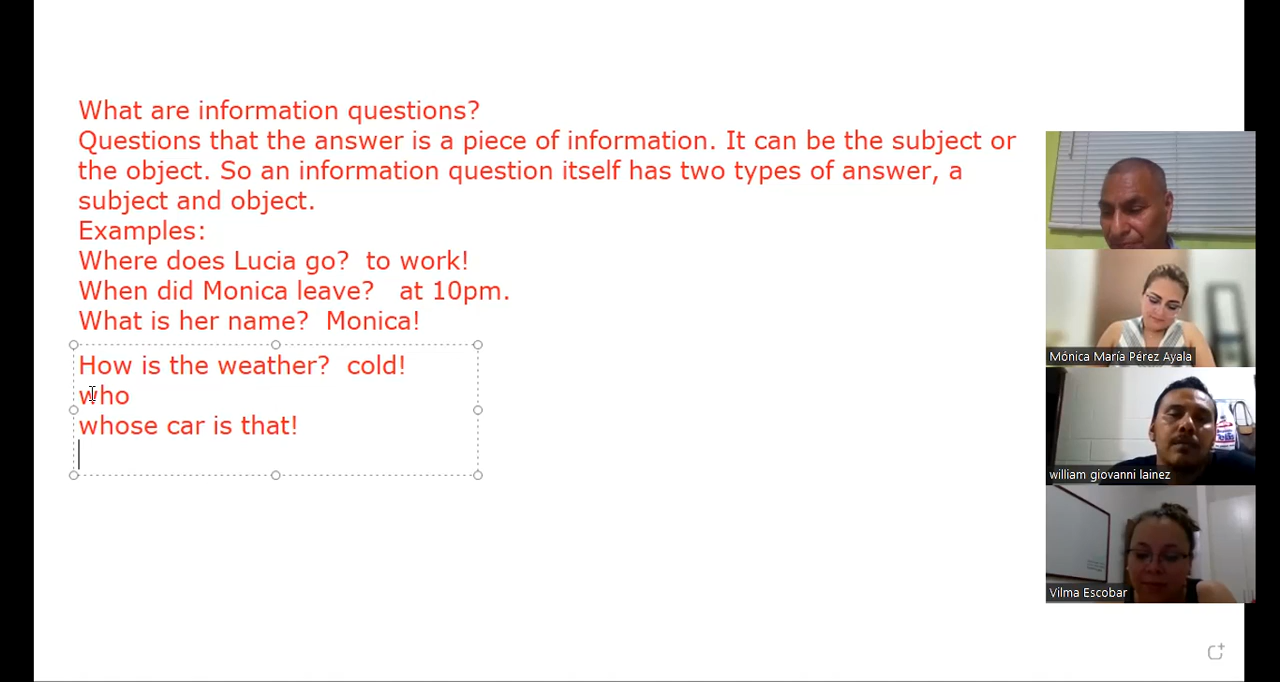 What are information questions?
Questions that the answer is a piece of information. It can be the subject or
the object. So an information question itself has two types of answer, a
subject and object.
Examples:
Where does Lucia go?  to work!
When did Monica leave?   at 10pm.
What is her name?  Monica!
How is the weather?  cold!
who
whose car is that!
Mónica María Pérez Ayala
william giovanni lainez
Vilma Escobar